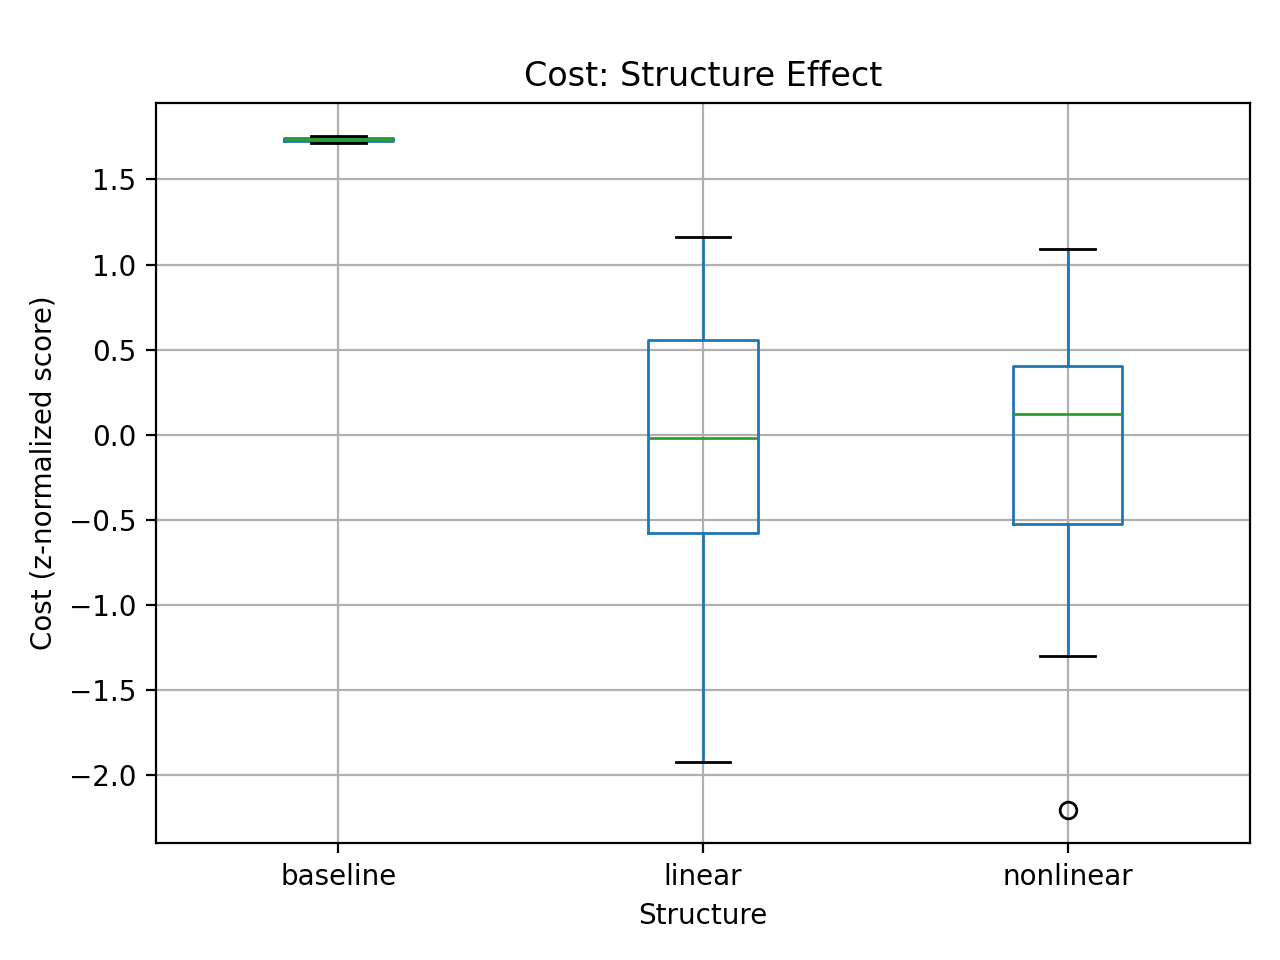 Cost: Structure Effect
Cost (z-normalized score)
1.5
1.0
0.5
0.0
−0.5
−1.0
−1.5
−2.0
baseline linear nonlinear
Structure